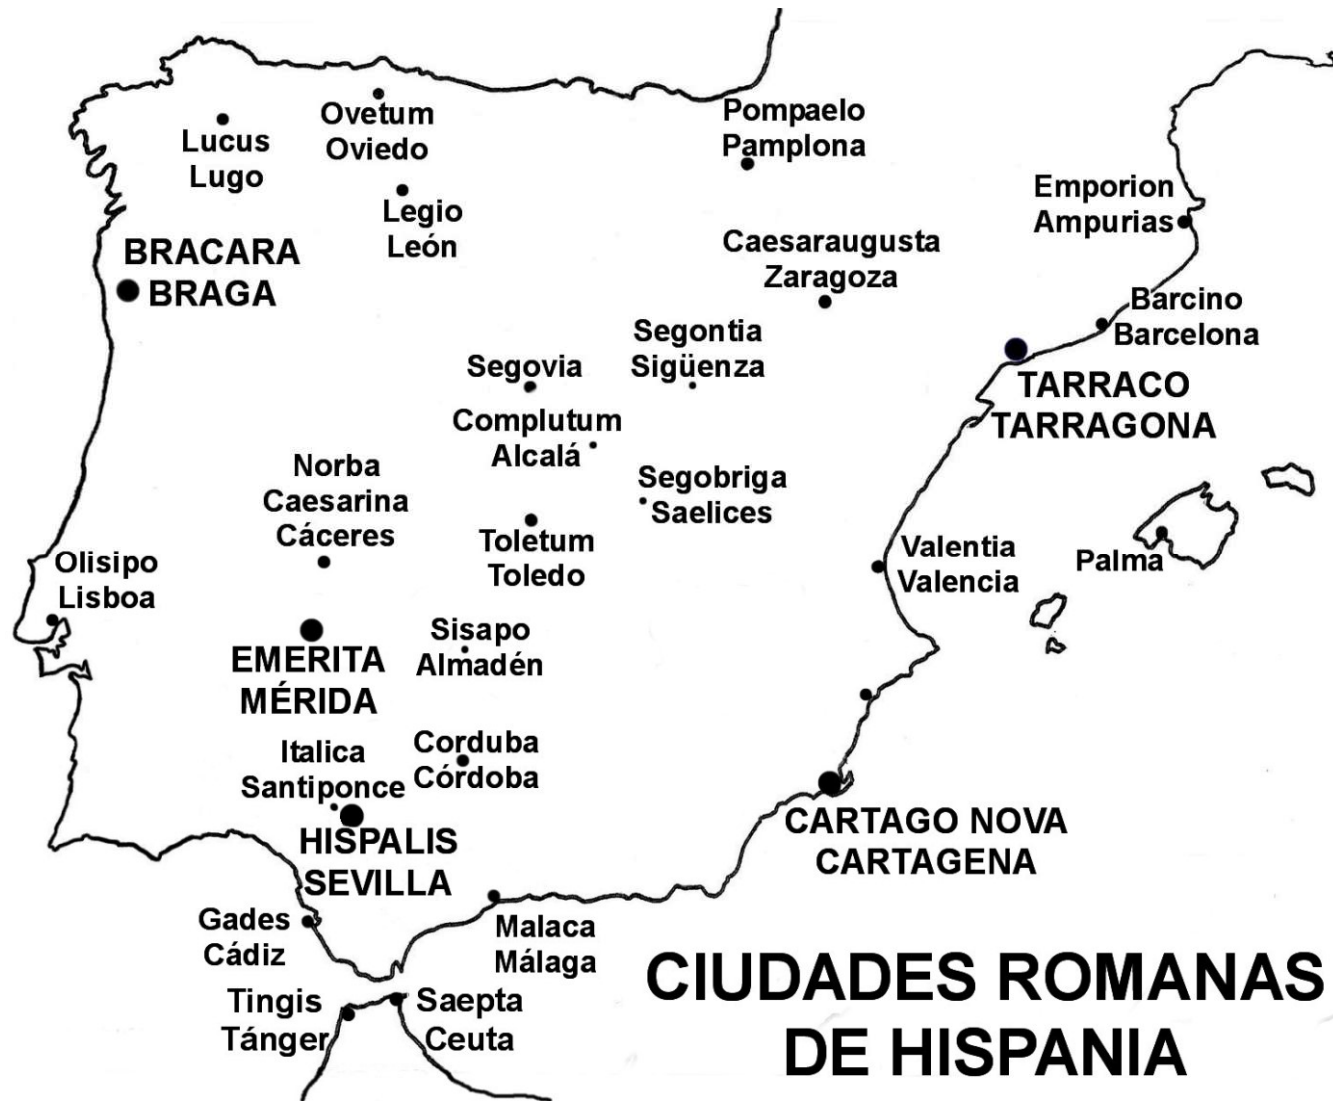 Ovetum
Oviedo
Lucus
Lugo
Pompaelo
Pamplona
Legio
León
Emporion
Ampurias
BRACARA
BRAGA
Caesaraugusta
Zaragoza
Barcino
Barcelona
Segontia
Sigüenza
Segovia
TARRACO
TARRAGONA
Complutum
Alcalá
Norba
Caesarina
Cáceres
Segobriga
Saelices
Toletum
Toledo
Olisipo
Lisboa
Valentia
Valencia
Palma
EMERITA
MÉRIDA
Sisapo
Almadén
Italica
Santiponce
Corduba
Córdoba
HISPALIS
SEVILLA
CARTAGO NOVA
CARTAGENA
Gades
Cádiz
Malaca
Málaga
Tingis
Tánger
Saepta
Ceuta
CIUDADES ROMANAS
DE HISPANIA